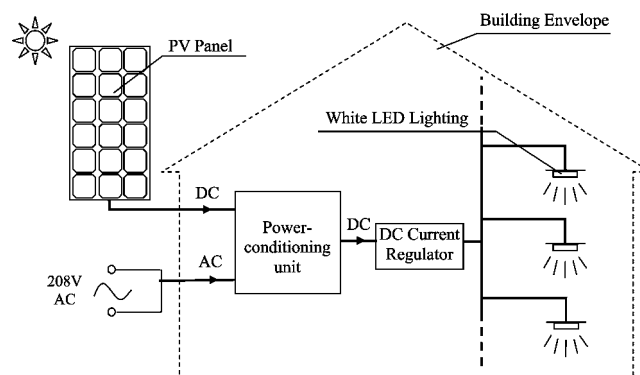 Building Envelope
PV Panel
White LED Lighting
DC
Power-
conditioning
unit
DC
DC Current
Regulator
AC
208V
AC